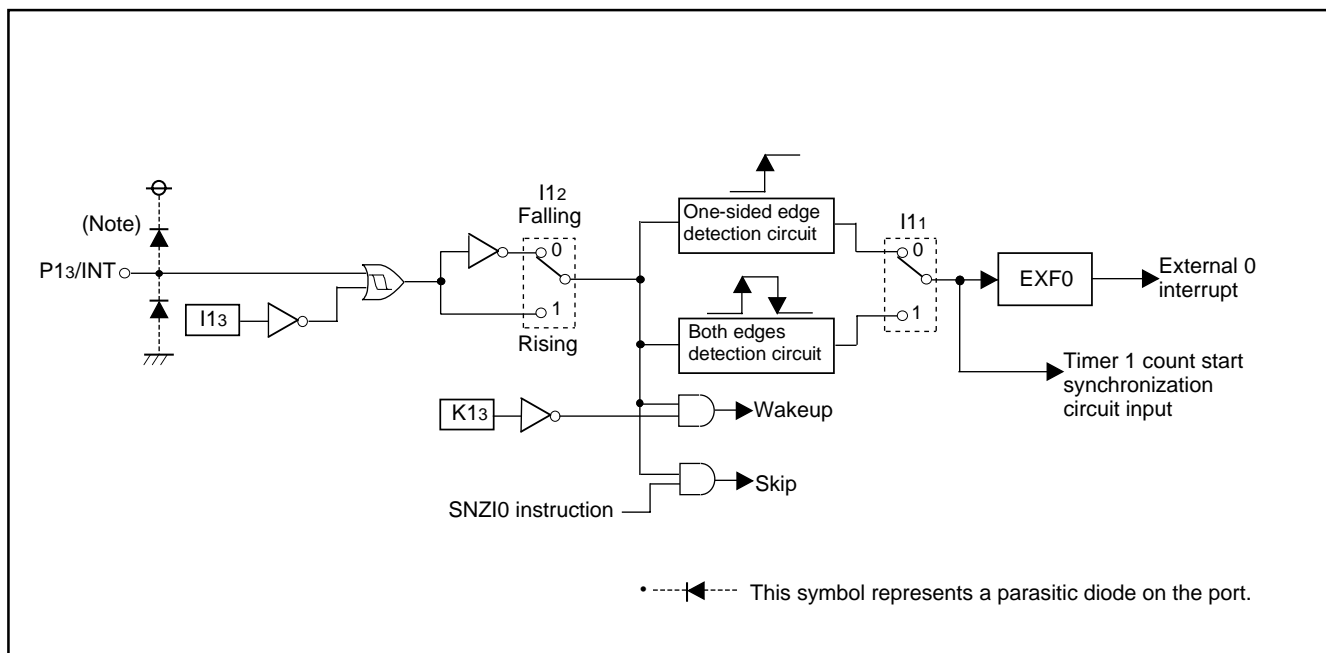 (Note)
P13/INT
I13
I12
Falling
0
1
Rising
One-sided edge
detection circuit
Both edges
detection circuit
I11
0
1
EXF0
External 0
interrupt
Timer 1 count start
synchronization
circuit input
K13
Wakeup
Skip
SNZI0 instruction
• This symbol represents a parasitic diode on the port.